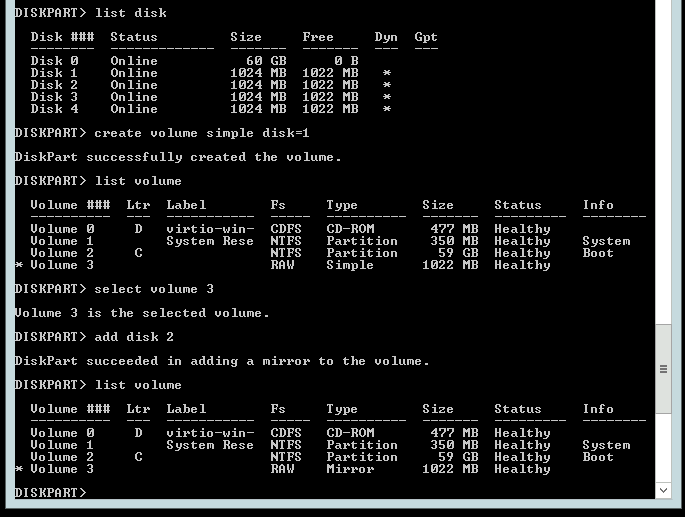 DISKPART> list disk
  Disk ###  Status         Size     Free     Dyn  Gpt
  --------  -------------  -------  -------  ---  ---
  Disk 0    Online           60 GB      0 B
  Disk 1    Online         1024 MB  1022 MB   *
  Disk 2    Online         1024 MB  1022 MB   *
  Disk 3    Online         1024 MB  1022 MB   *
  Disk 4    Online         1024 MB  1022 MB   *
DISKPART> create volume simple disk=1
DiskPart successfully created the volume.
DISKPART> list volume
  Volume ###  Ltr  Label        Fs     Type        Size     Status     Info
  ----------  ---  -----------  -----  ----------  -------  ---------  --------
  Volume 0     D   virtio-win-  CDFS   CD-ROM       477 MB  Healthy
  Volume 1         System Rese  NTFS   Partition    350 MB  Healthy    System
  Volume 2     C                NTFS   Partition     59 GB  Healthy    Boot
* Volume 3                      RAW    Simple      1022 MB  Healthy
DISKPART> select volume 3
Volume 3 is the selected volume.
DISKPART> add disk 2
DiskPart succeeded in adding a mirror to the volume.
DISKPART> list volume
  Volume ###  Ltr  Label        Fs     Type        Size     Status     Info
  ----------  ---  -----------  -----  ----------  -------  ---------  --------
  Volume 0     D   virtio-win-  CDFS   CD-ROM       477 MB  Healthy
  Volume 1         System Rese  NTFS   Partition    350 MB  Healthy    System
  Volume 2     C                NTFS   Partition     59 GB  Healthy    Boot
* Volume 3                      RAW    Mirror      1022 MB  Healthy
DISKPART>